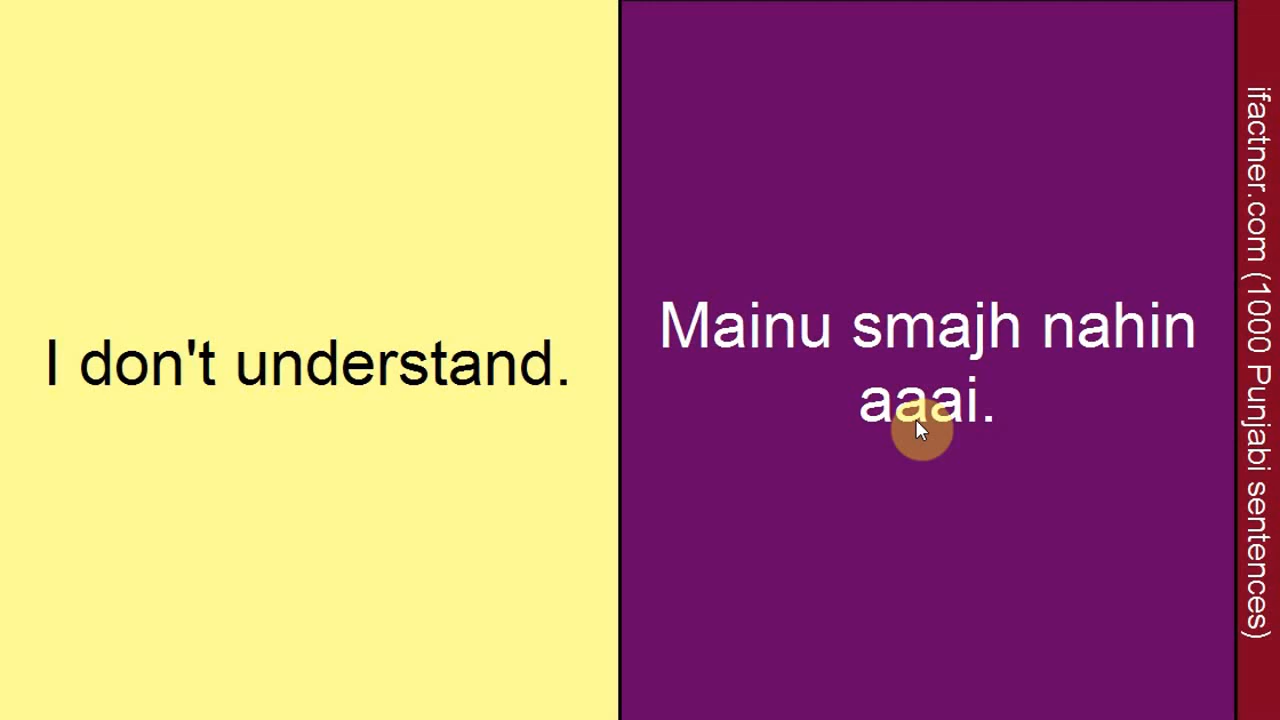 I don't understand.
Mainu smajh nahin
aaai.
ifactner.com (1000 Punjabi sentences)